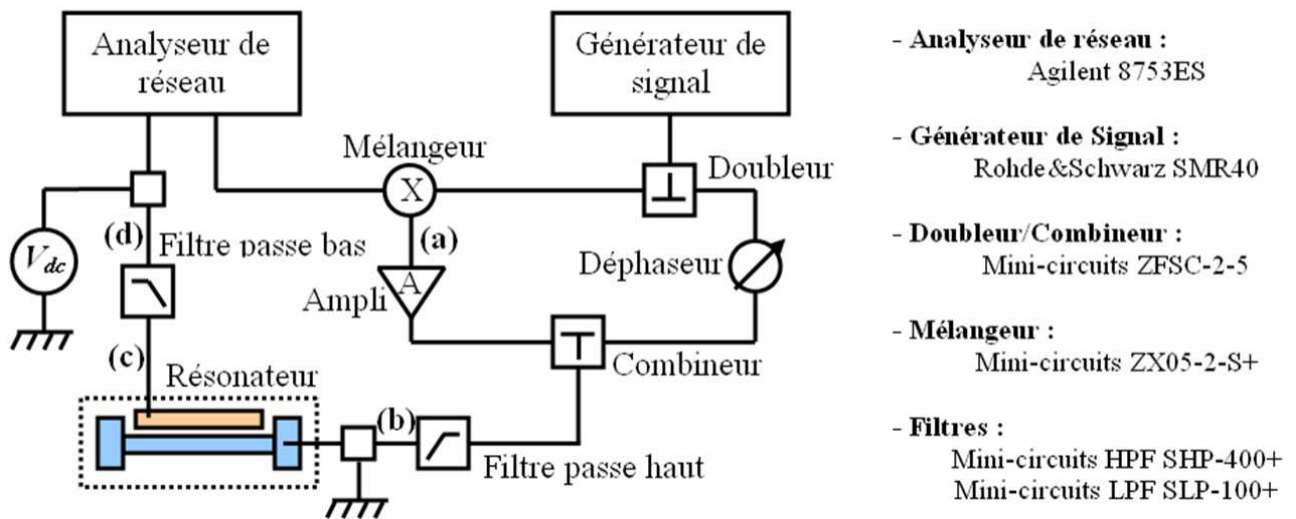 Analyseur de
réseau
Générateur de
signal
Mélangeur
X
Doubleur
(d)
Filtre passe bas
(a)
V dc
Déphaseur
Ampli
A
(c)
Combineur
Résonateur
(b)
Filtre passe haut
- Analyseur de réseau :
Agilent 8753ES
- Générateur de Signal :
Rohde&Schwarz SMR40
- Doubleur/Combineur :
Mini-circuits ZFSC-2-5
- Mélangeur :
Mini-circuits ZX05-2-S+
- Filtres :
Mini-circuits HPF SHP-400+
Mini-circuits LPF SLP-100+